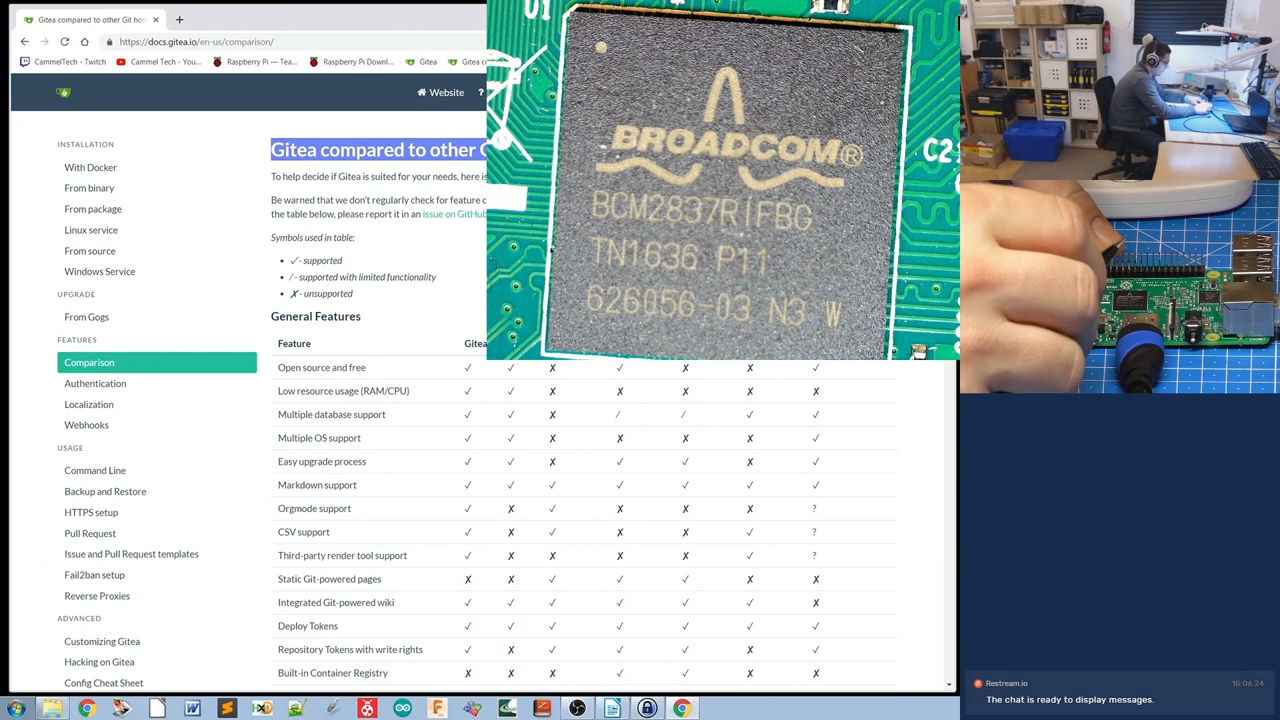 Gitea compared to other Git hos
https://docs.gitea.io/en-us/comparison/
CammelTech - Twitch
Cammel Tech - You...
Raspberry Pi — Tea...
Raspberry Pi Downl...
Gitea
Gitea c
Website
?
INSTALLATION
With Docker
From binary
From package
Linux service
From source
Windows Service
UPGRADE
From Gogs
FEATURES
Comparison
Authentication
Localization
Webhooks
USAGE
Command Line
Backup and Restore
HTTPS setup
Pull Request
Issue and Pull Request templates
Fail2ban setup
Reverse Proxies
ADVANCED
Customizing Gitea
Hacking on Gitea
Config Cheat Sheet
Gitea compared to other
To help decide if Gitea is suited for your needs, here is
Be warned that we don't regularly check for feature c
the table below, please report it in an issue on GitHub
Symbols used in table:
• ✓ - supported
• ⁄ - supported with limited functionality
• ✗ - unsupported
General Features
Feature Gitea
Open source and free ✓ ✓ ✗ ✓ ✗ ✗ ✓
Low resource usage (RAM/CPU) ✓ ✓ ✗ ✗ ✗ ✗ ✗
Multiple database support ✓ ✓ ✗ ⁄ ⁄ ✓ ✓
Multiple OS support ✓ ✓ ✗ ✗ ✗ ✗ ✓
Easy upgrade process ✓ ✓ ✗ ✓ ✓ ✗ ✓
Markdown support ✓ ✓ ✓ ✓ ✓ ✓ ✓
Orgmode support ✓ ✗ ✓ ✗ ✗ ✗ ?
CSV support ✓ ✗ ✓ ✗ ✗ ✓ ?
Third-party render tool support ✓ ✗ ✗ ✗ ✗ ✓ ?
Static Git-powered pages ✗ ✗ ✓ ✓ ✓ ✗ ✗
Integrated Git-powered wiki ✓ ✓ ✓ ✓ ✓ ✓ ✗
Deploy Tokens ✓ ✓ ✓ ✓ ✓ ✓ ✓
Repository Tokens with write rights ✓ ✗ ✓ ✓ ✓ ✗ ✓
Built-in Container Registry ✗ ✗ ✗ ✓ ✓ ✗ ✗
U1
BROADCOM®
BCM2837RIFBG
TN1636 P11
N3 W
C2
Restream.io 15:06:24
The chat is ready to display messages.